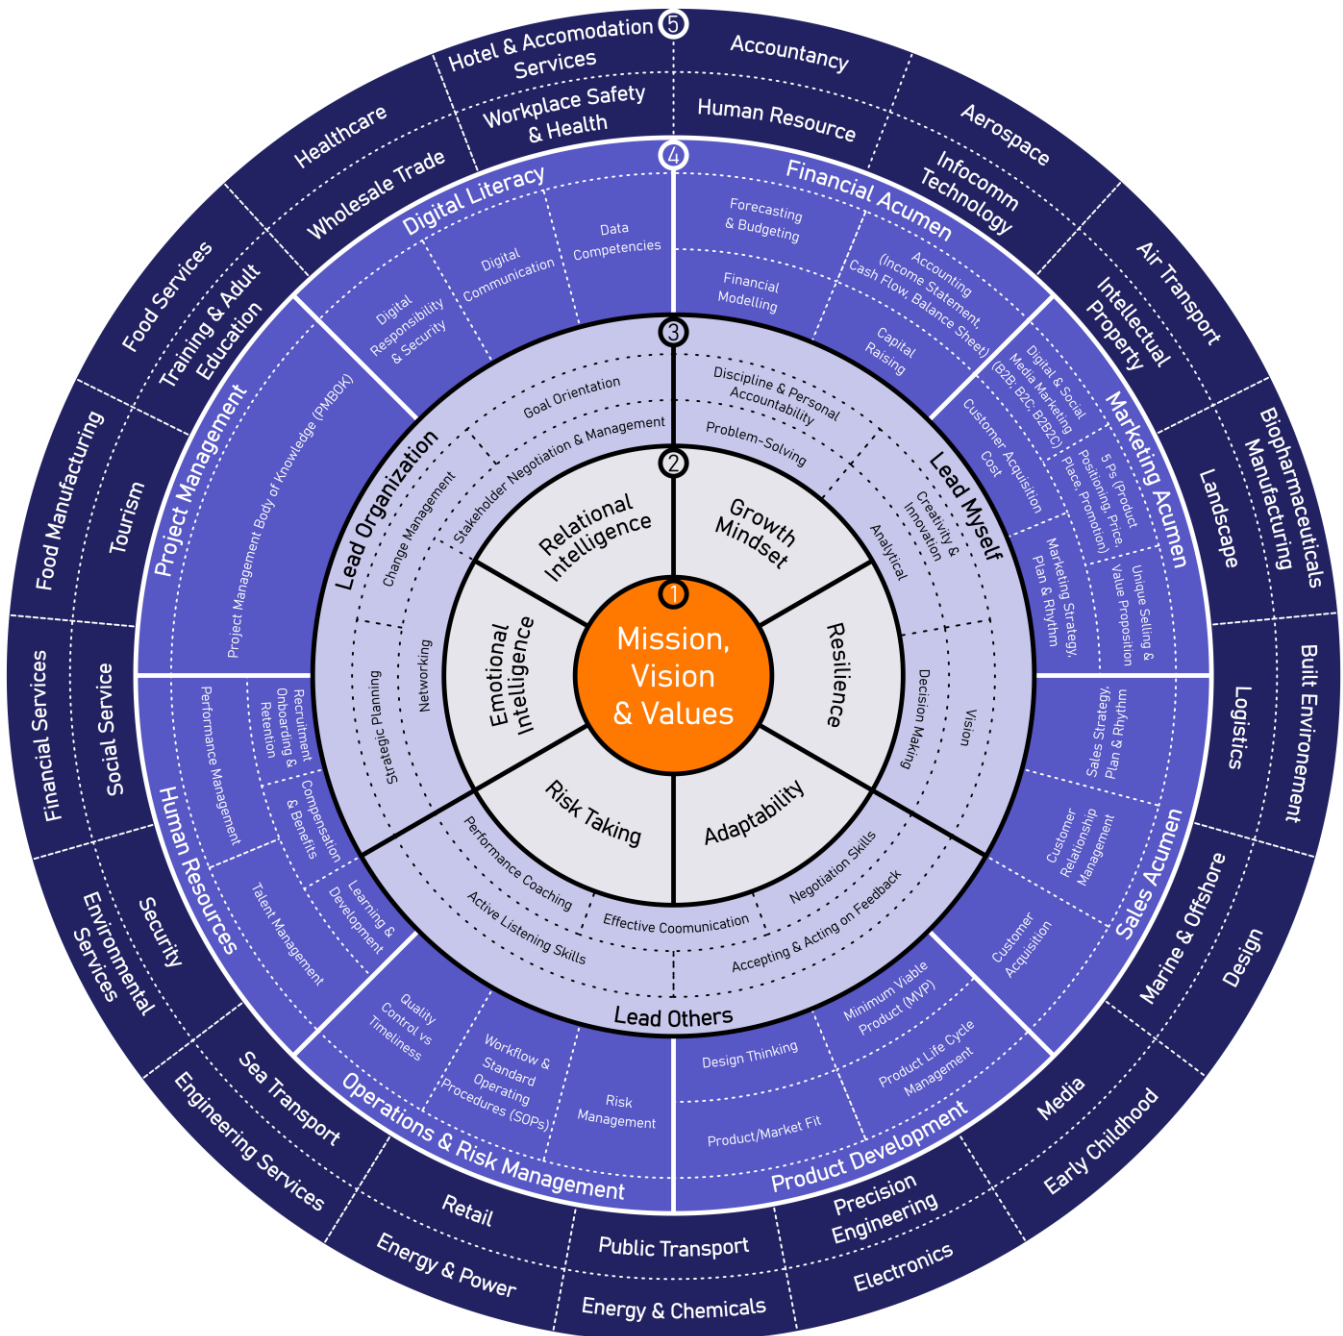 5
Hotel & Accomodation
Services
Workplace Safety
& Health
Accountancy
Human Resource
Aerospace
Infocomm
Technology
Air Transport
Intellectual
Property
Biopharmaceuticals
Manufacturing
Landscape
Built Environement
Logistics
Design
Marine & Offshore
Early Childhood
Media
Electronics
Precision
Engineering
Energy & Chemicals
Public Transport
Energy & Power
Retail
Engineering Services
Sea Transport
Environmental
Services
Security
Financial Services
Social Service
Food Manufacturing
Tourism
Food Services
Training & Adult
Education
Healthcare
Wholesale Trade
4
Financial Acumen
Forecasting
& Budgeting
Financial
Modelling
Accounting
(Income Statement,
Cash Flow, Balance Sheet)
Capital
Raising
Marketing Acumen
Digital & Social
Media Marketing
(B2B; B2C; B2B2C)
Customer Acquisition
Cost
5 Ps (Product
Positioning, Price,
Place, Promotion)
Marketing Strategy,
Plan & Rhythm
Unique Selling &
Value Proposition
Sales Acumen
Sales Strategy,
Plan & Rhythm
Customer
Relationship
Management
Customer
Acquisition
Product Development
Minimum Viable
Product (MVP)
Product Life Cycle
Management
Design Thinking
Product/Market Fit
Operations & Risk Management
Risk
Management
Workflow &
Standard
Operating
Procedures (SOPs)
Quality
Control vs
Timeliness
Human Resources
Learning &
Development
Talent Management
Compensation
& Benefits
Recruitment
Onboarding &
Retention
Performance Management
Project Management
Project Management Body of Knowledge (PMBOK)
Digital Literacy
Digital
Responsibility
& Security
Digital
Communication
Data
Competencies
3
Lead Myself
Discipline & Personal
Accountability
Problem-Solving
Creativity &
Innovation
Analytical
Vision
Decision Making
Lead Others
Negotiation Skills
Accepting & Acting on Feedback
Effective Coomunication
Performance Coaching
Active Listening Skills
Lead Organization
Strategic Planning
Networking
Change Management
Goal Orientation
Stakeholder Negotiation & Management
2
Growth
Mindset
Resilience
Adaptability
Risk Taking
Emotional
Intelligence
Relational
Intelligence
1
Mission,
Vision
& Values